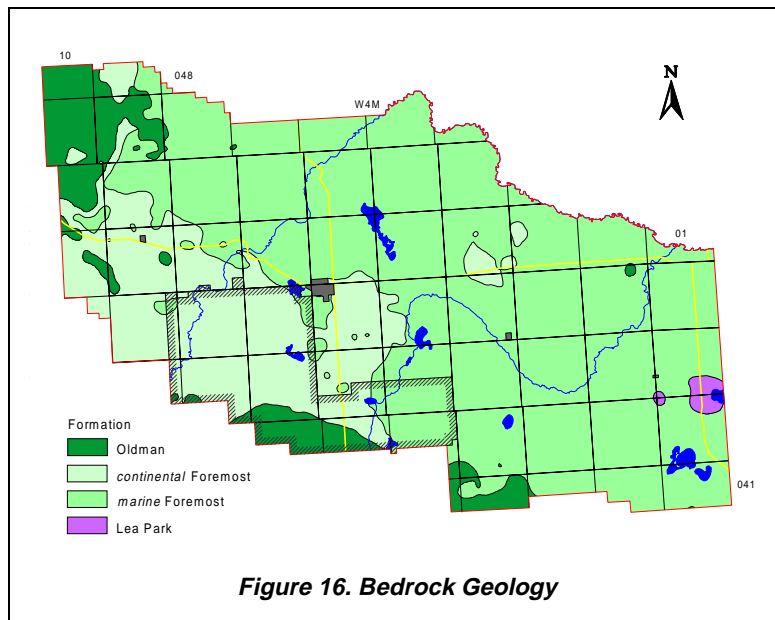 10
048
W4M
N
01
Formation
Oldman
continental Foremost
marine Foremost
Lea Park
041
Figure 16. Bedrock Geology